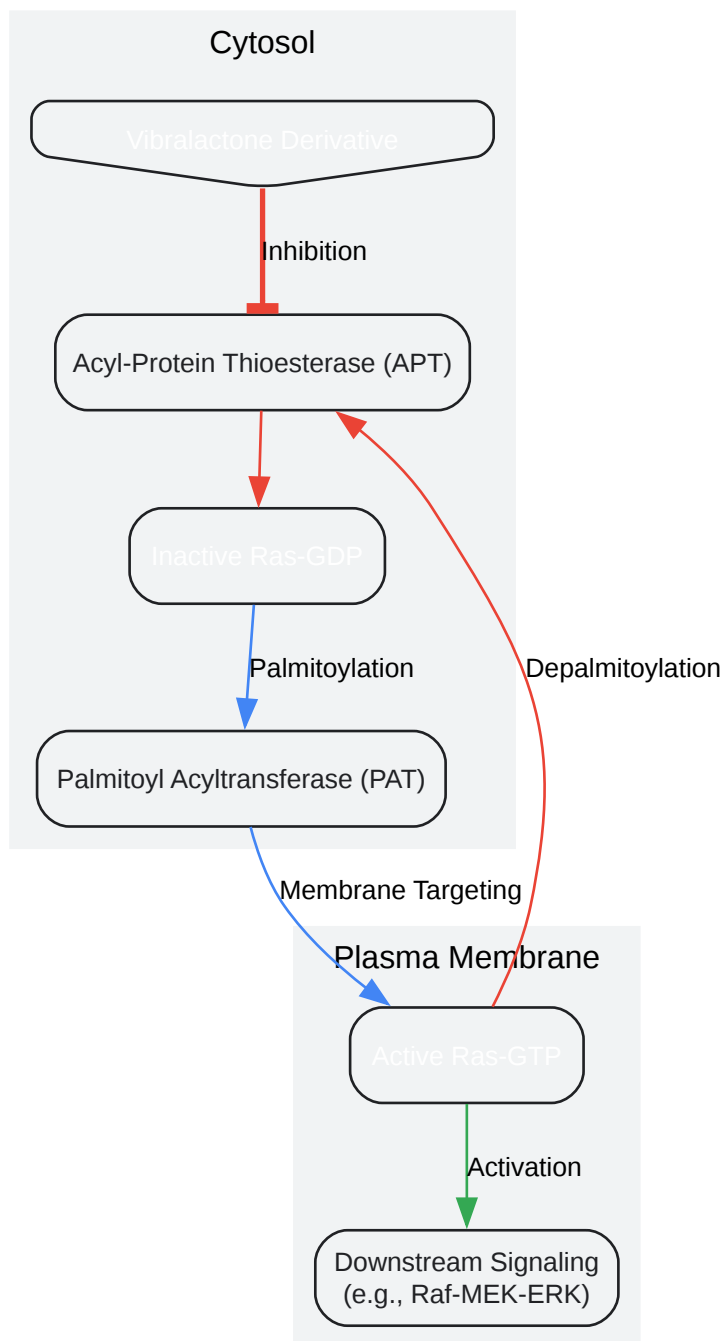 Cytosol
Vibralactone Derivative
Inhibition
Acyl-Protein Thioesterase (APT)
Inactive Ras-GDP
Palmitoylation
Depalmitoylation
Palmitoyl Acyltransferase (PAT)
Membrane Targeting
Plasma Membrane
Active Ras-GTP
Activation
Downstream Signaling
(e.g., Raf-MEK-ERK)